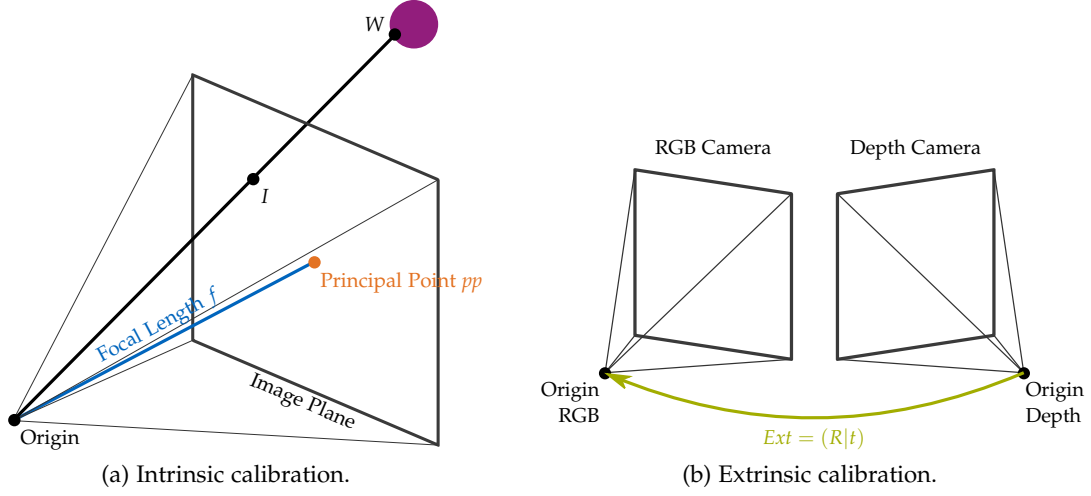 W
I
Principal Point pp
Focal Length f
Image Plane
Origin
(a) Intrinsic calibration.
RGB Camera
Depth Camera
Origin
RGB
Origin
Depth
Ext = (R|t)
(b) Extrinsic calibration.